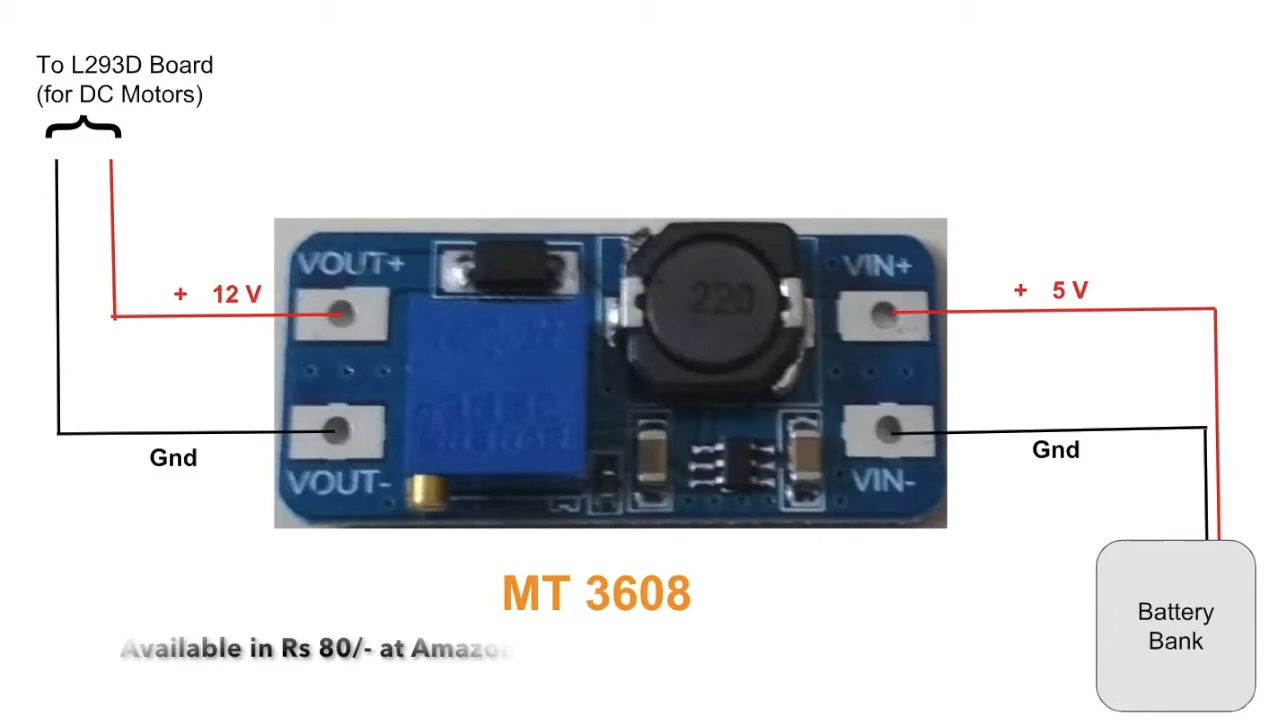 To L293D Board
(for DC Motors)
VOUT+
220
VIN+
+ 12 V
+ 5 V
Gnd
Gnd
VOUT-
VIN-
MT 3608
Battery
Bank
Available in Rs 80/- at Amazon